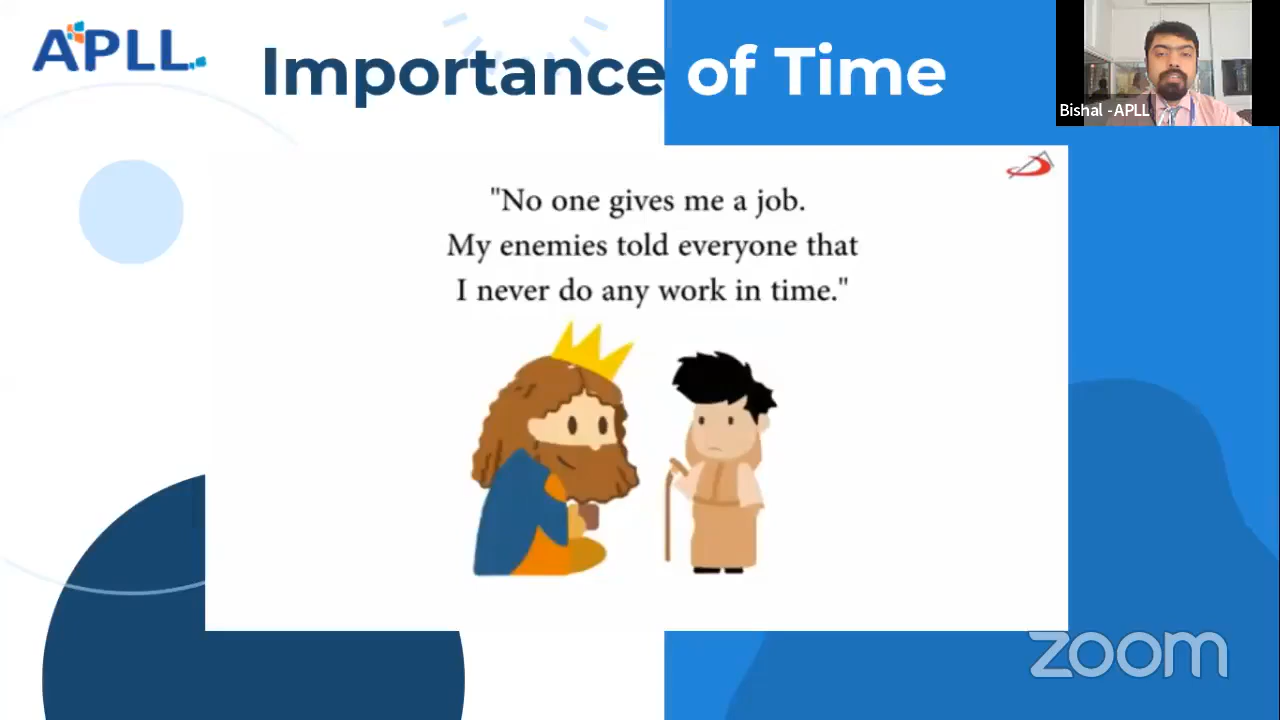 APLL
Importance of Time
Bishal -APLL
"No one gives me a job.
My enemies told everyone that
I never do any work in time."
zoom